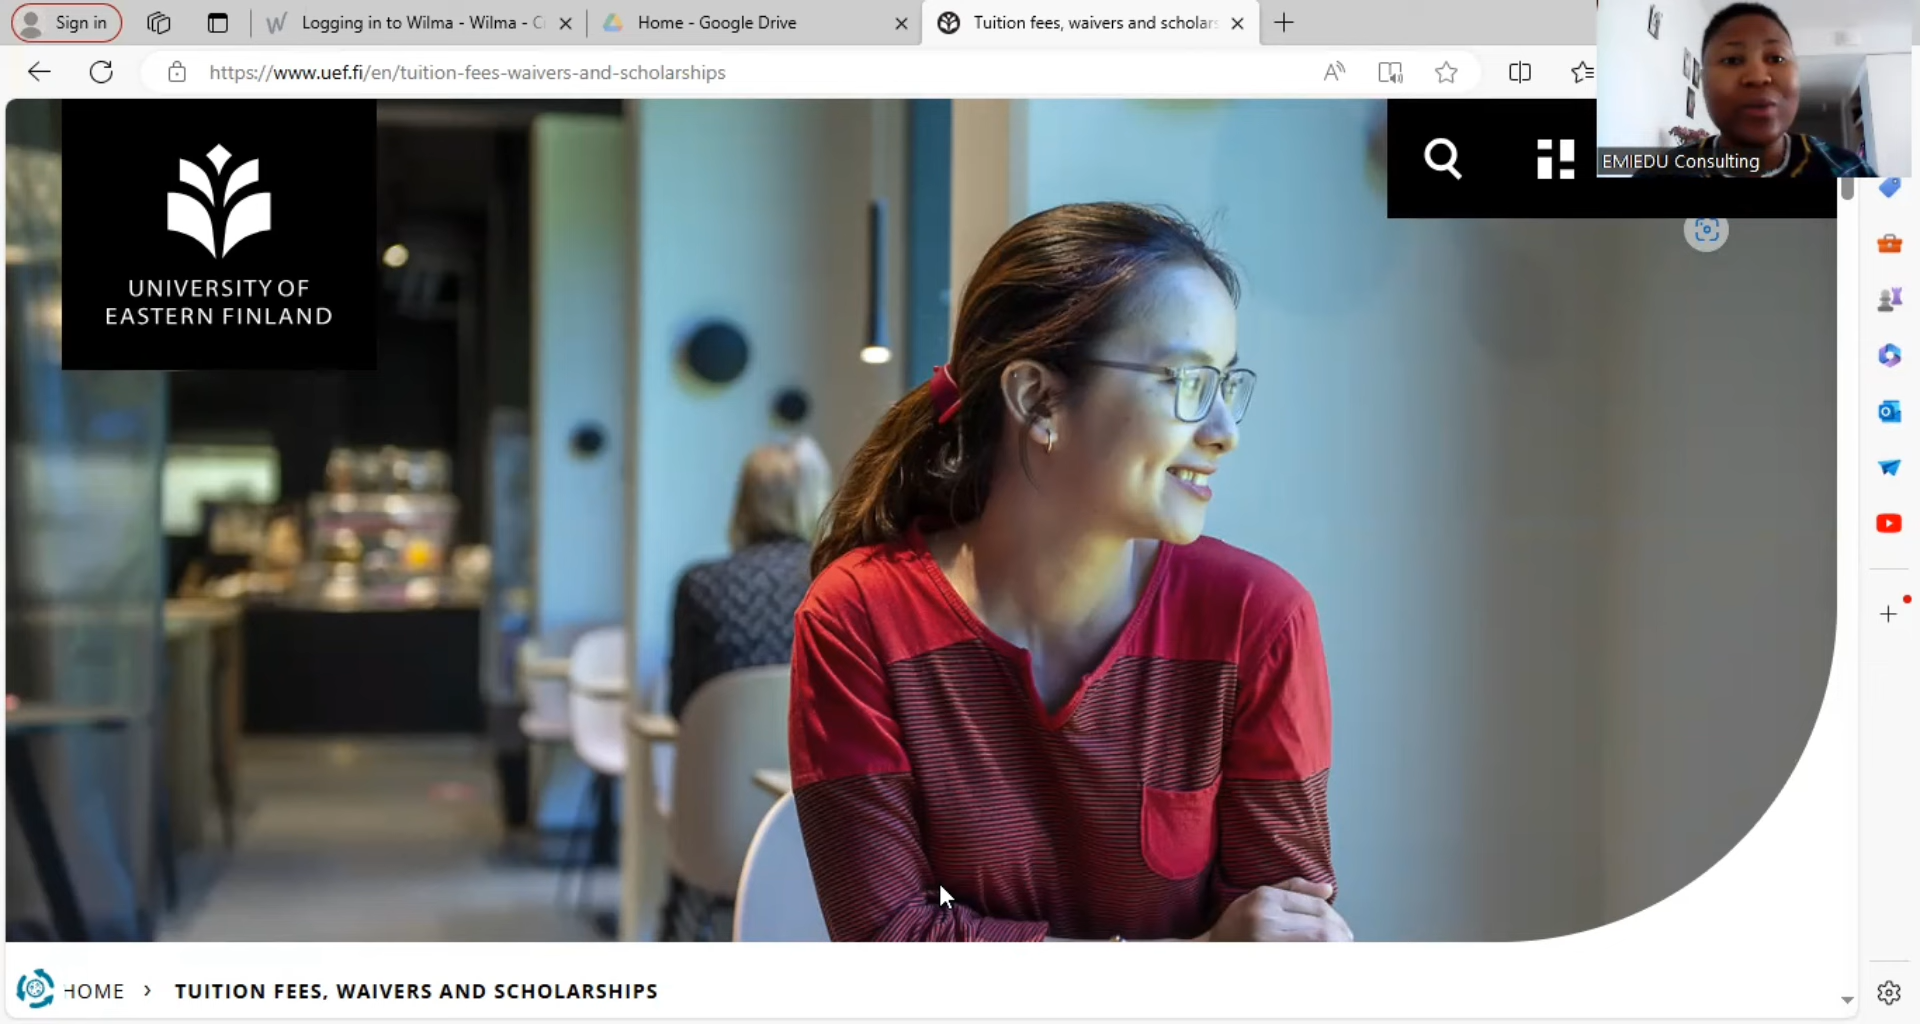 Sign in
Logging in to Wilma - Wilma - C
Home - Google Drive
Tuition fees, waivers and scholars
https://www.uef.fi/en/tuition-fees-waivers-and-scholarships
EMIEDU Consulting
UNIVERSITY OF
EASTERN FINLAND
HOME > TUITION FEES, WAIVERS AND SCHOLARSHIPS